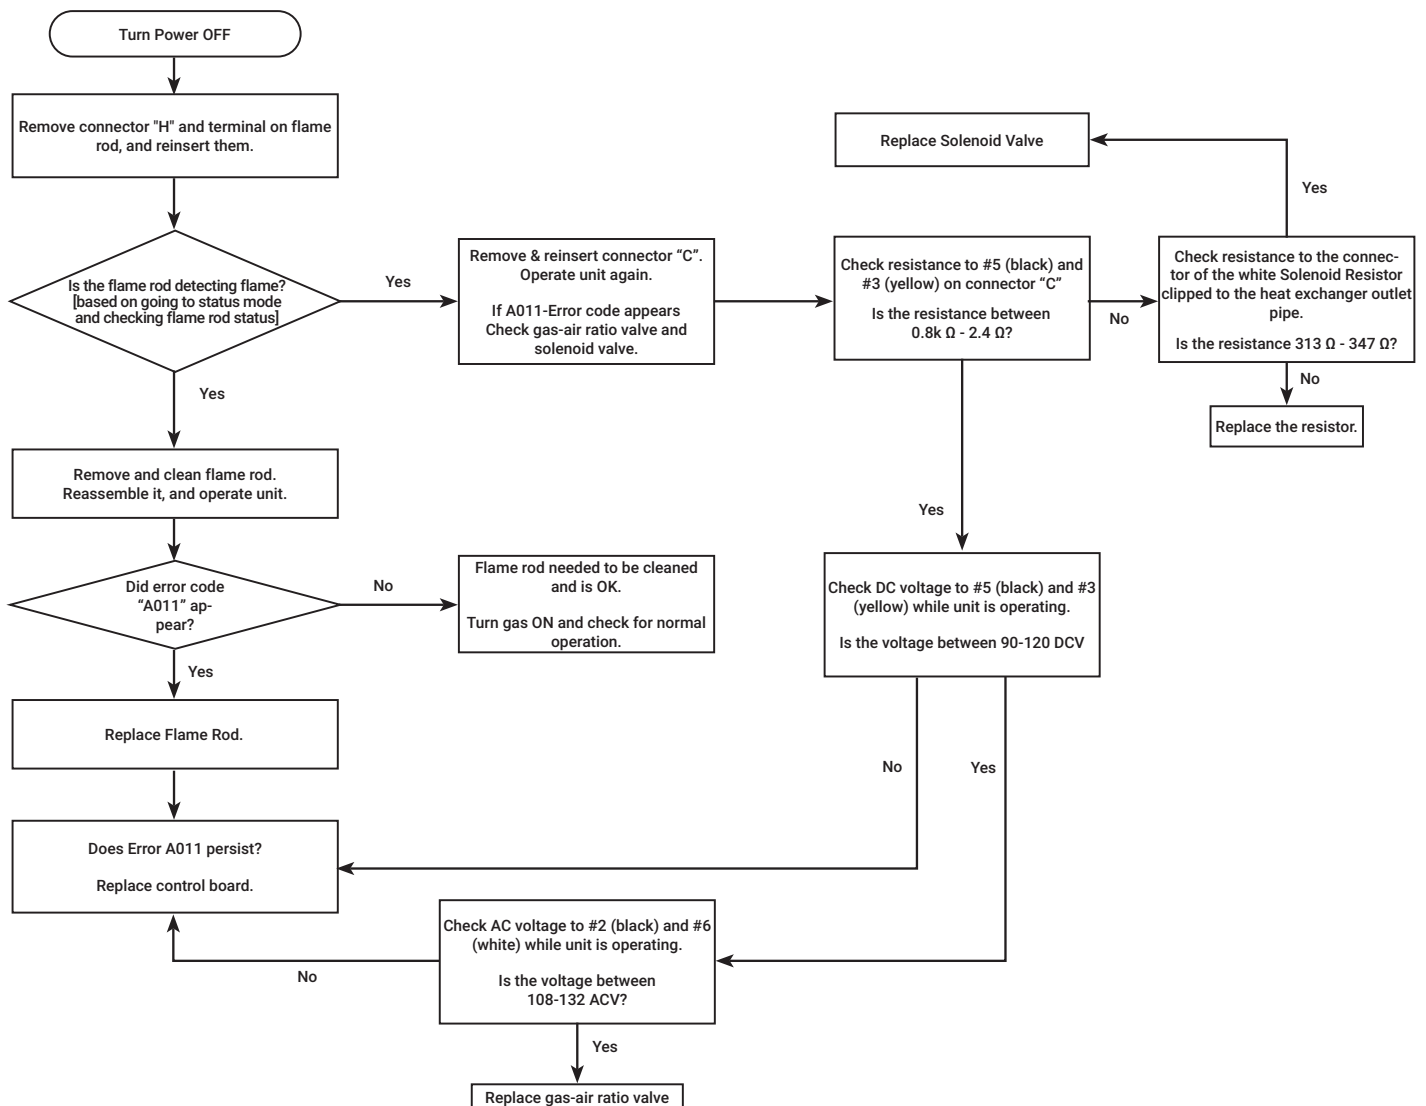 Turn Power OFF
Remove connector "H" and terminal on flame
rod, and reinsert them.
Replace Solenoid Valve
Yes
Is the flame rod detecting flame?
[based on going to status mode
and checking flame rod status]
Yes
Remove & reinsert connector “C”.
Operate unit again.
If A011-Error code appears
Check gas-air ratio valve and
solenoid valve.
Check resistance to #5 (black) and
#3 (yellow) on connector “C”
Is the resistance between
0.8k Ω - 2.4 Ω?
No
Check resistance to the connec-
tor of the white Solenoid Resistor
clipped to the heat exchanger outlet
pipe.
Is the resistance 313 Ω - 347 Ω?
No
Replace the resistor.
Yes
Remove and clean flame rod.
Reassemble it, and operate unit.
Yes
Did error code
“A011” ap-
pear?
No
Flame rod needed to be cleaned
and is OK.
Turn gas ON and check for normal
operation.
Check DC voltage to #5 (black) and #3
(yellow) while unit is operating.
Is the voltage between 90-120 DCV
Yes
Replace Flame Rod.
No
Yes
Does Error A011 persist?
Replace control board.
Check AC voltage to #2 (black) and #6
(white) while unit is operating.
Is the voltage between
108-132 ACV?
No
Yes
Replace gas-air ratio valve